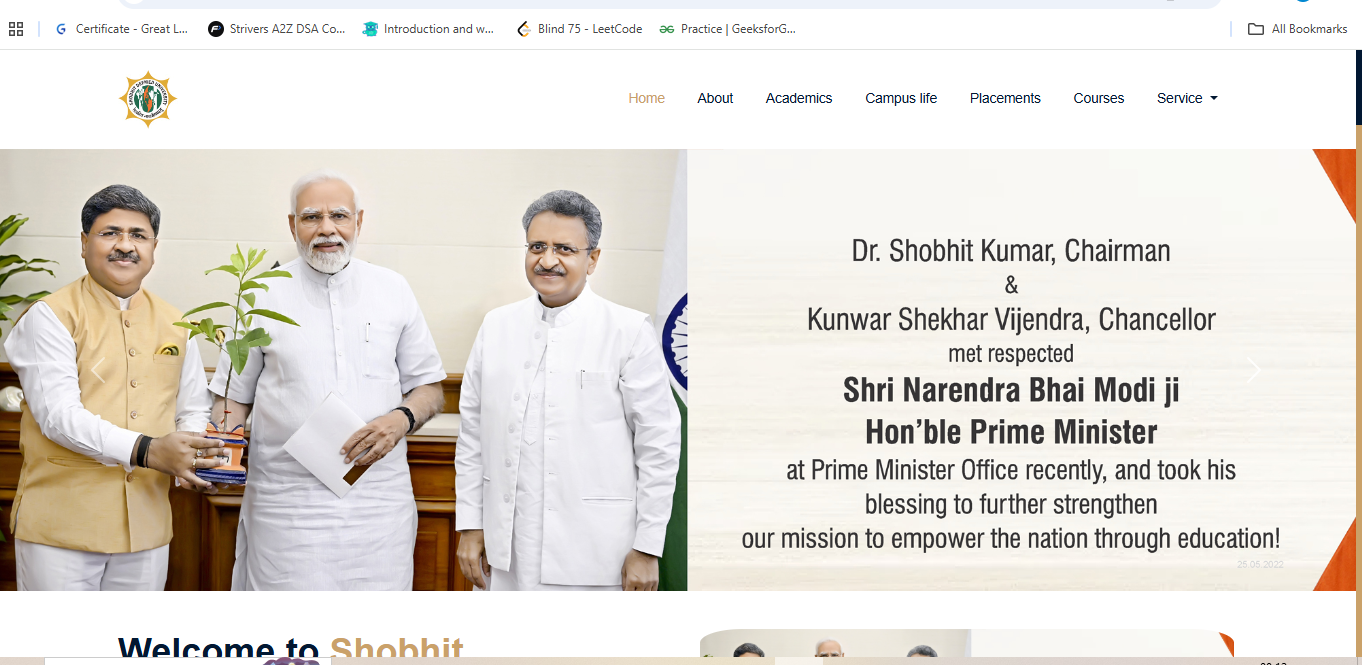 Certificate - Great L...
Strivers A2Z DSA Co...
Introduction and w...
Blind 75 - LeetCode
Practice | GeeksforG...
All Bookmarks
Home
About
Academics
Campus life
Placements
Courses
Service
Dr. Shobhit Kumar, Chairman
&
Kunwar Shekhar Vijendra, Chancellor
met respected
Shri Narendra Bhai Modi ji
Hon'ble Prime Minister
at Prime Minister Office recently, and took his
blessing to further strengthen
our mission to empower the nation through education!
25.05.2022
Welcome to Shobhit